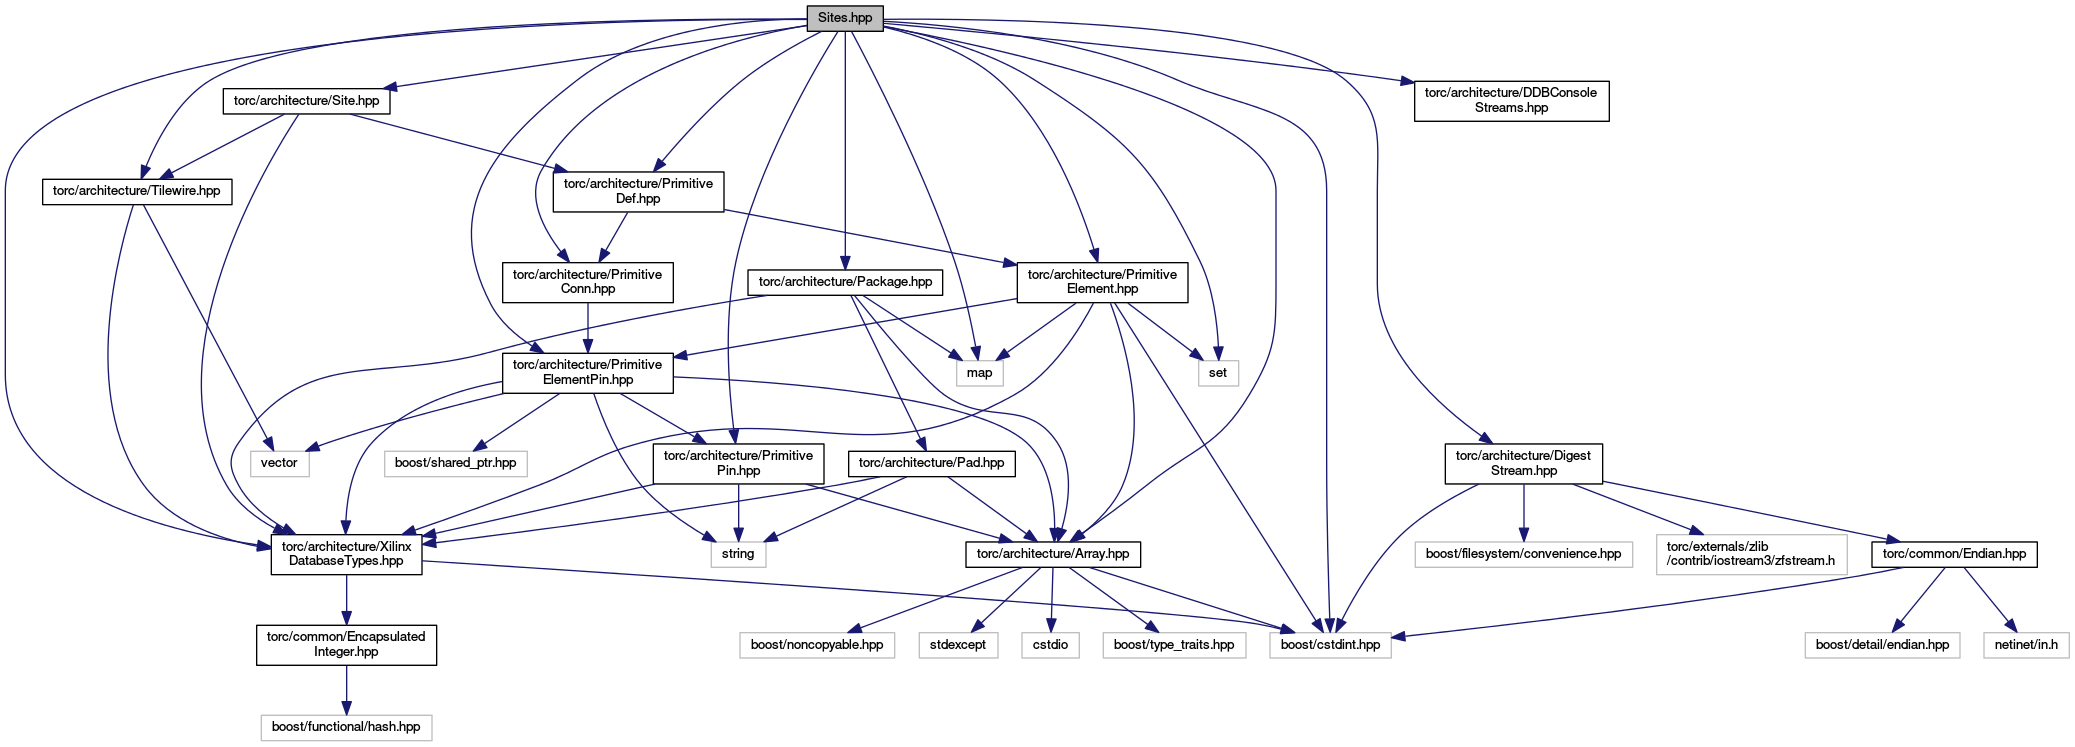 Sites.hpp
torc/architecture/Site.hpp
torc/architecture/DDBConsole
Streams.hpp
torc/architecture/Tilewire.hpp
torc/architecture/Primitive
Def.hpp
torc/architecture/Primitive
Conn.hpp
torc/architecture/Package.hpp
torc/architecture/Primitive
Element.hpp
torc/architecture/Primitive
ElementPin.hpp
map
set
vector
boost/shared_ptr.hpp
torc/architecture/Primitive
Pin.hpp
torc/architecture/Pad.hpp
torc/architecture/Digest
Stream.hpp
torc/architecture/Xilinx
DatabaseTypes.hpp
string
torc/architecture/Array.hpp
boost/filesystem/convenience.hpp
torc/externals/zlib
/contrib/iostream3/zfstream.h
torc/common/Endian.hpp
torc/common/Encapsulated
Integer.hpp
boost/noncopyable.hpp
stdexcept
cstdio
boost/type_traits.hpp
boost/cstdint.hpp
boost/detail/endian.hpp
netinet/in.h
boost/functional/hash.hpp